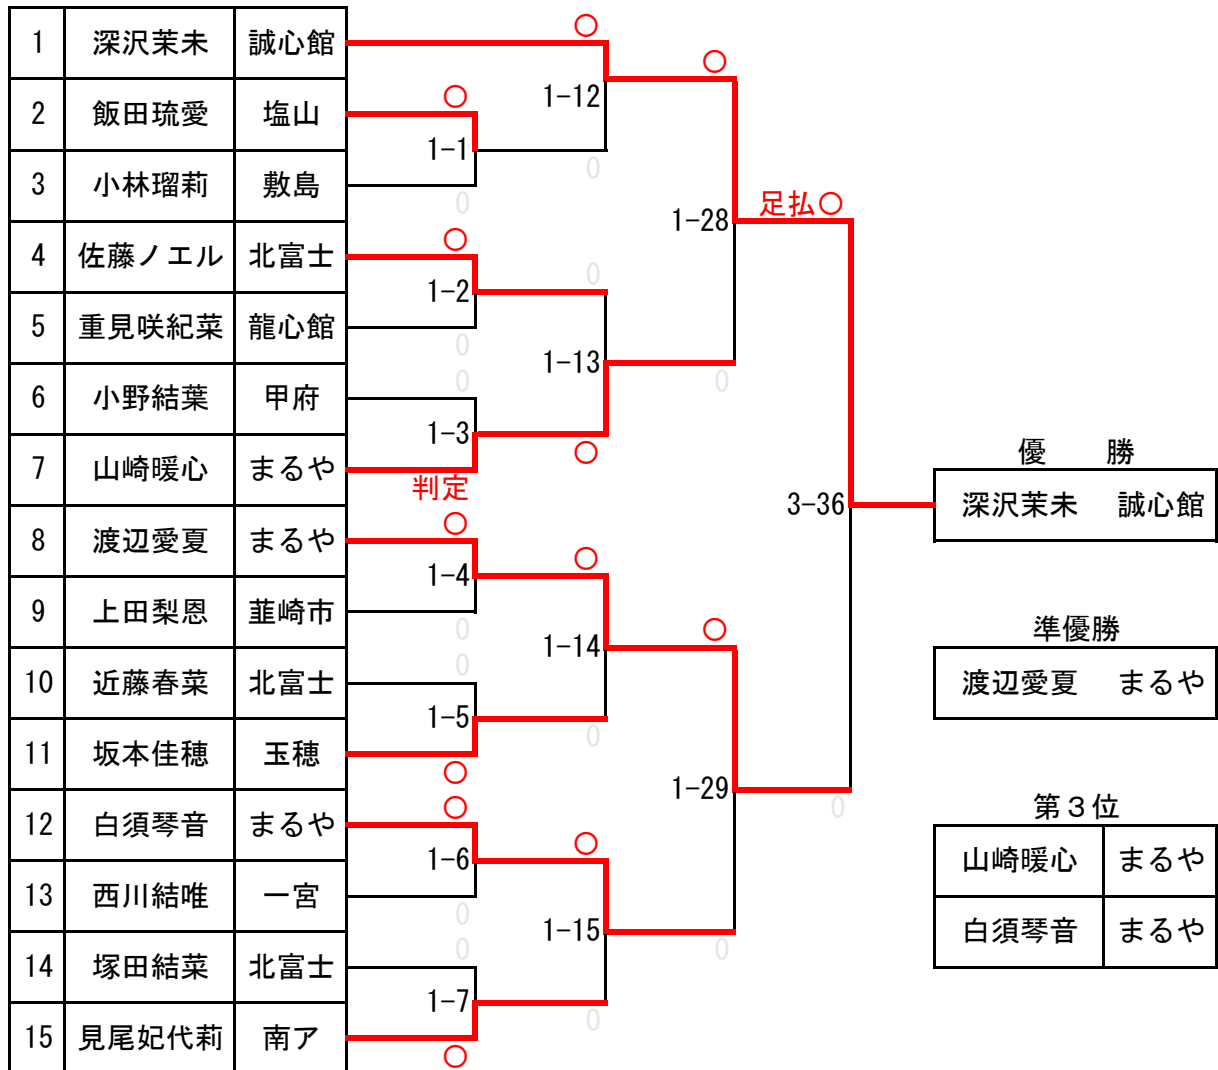 1 深沢茉未 誠心館
2 飯田琉愛 塩山
3 小林瑠莉 敷島
4 佐藤ノエル 北富士
5 重見咲紀菜 龍心館
6 小野結葉 甲府
7 山崎暖心 まるや
8 渡辺愛夏 まるや
9 上田梨恩 韮崎市
10 近藤春菜 北富士
11 坂本佳穂 玉穂
12 白須琴音 まるや
13 西川結唯 一宮
14 塚田結菜 北富士
15 見尾妃代莉 南ア
〇
1-1
0
〇
1-2
0
0
1-3
判定
〇
1-4
0
0
1-5
〇
〇
1-6
0
0
1-7
〇
〇
1-12
0
0
1-13
〇
〇
1-14
0
〇
1-15
0
〇
1-28
0
〇
1-29
0
足払〇
3-36
0
優 勝
深沢茉未 誠心館
準優勝
渡辺愛夏 まるや
第3位
山崎暖心 まるや
白須琴音 まるや